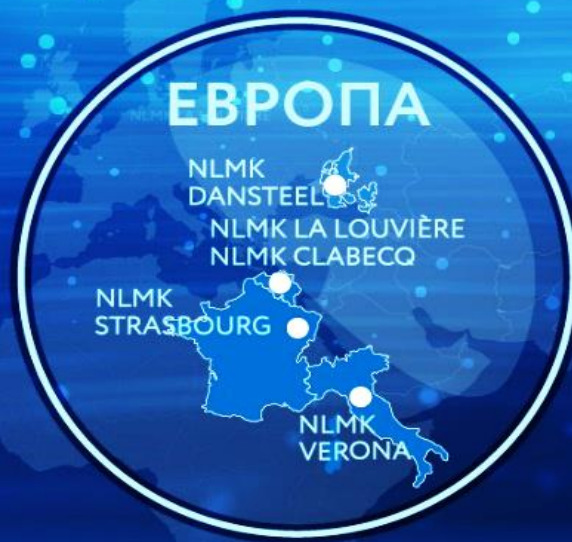 ЕВРОПА
NLMK
DANSTEEL
NLMK LA LOUVIÈRE
NLMK CLABECQ
NLMK
STRASBOURG
NLMK
VERONA